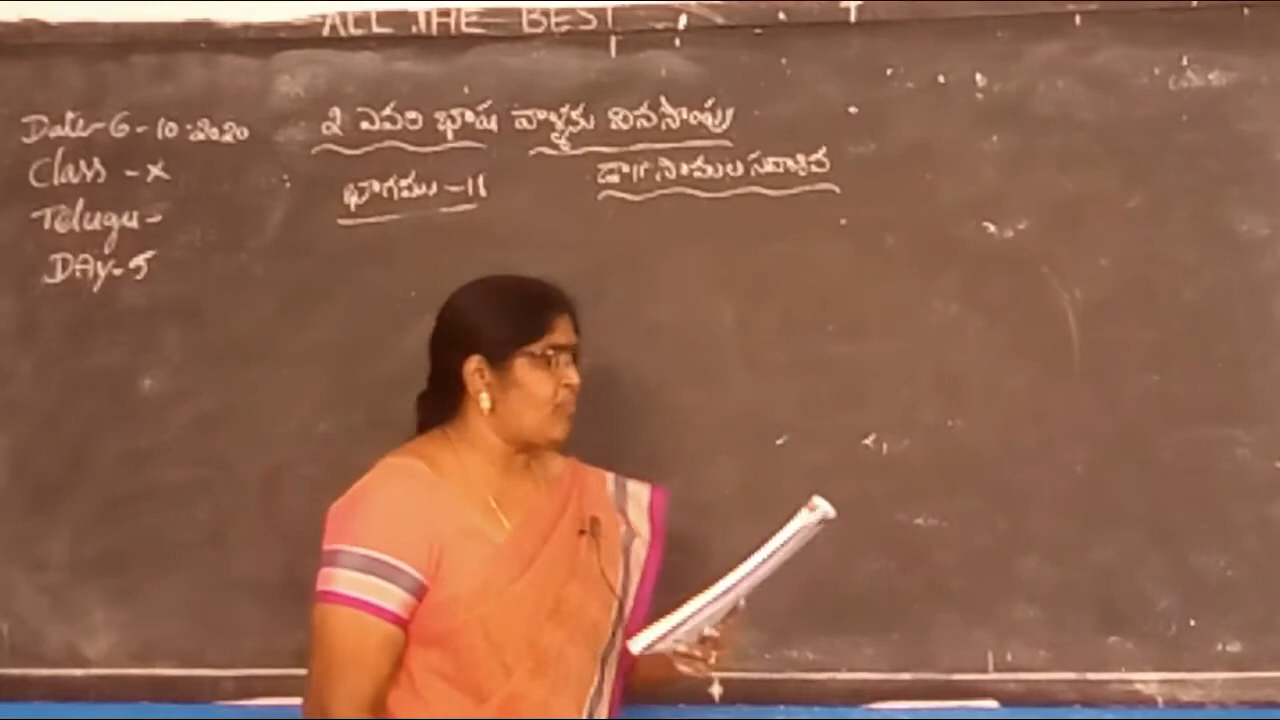 ALL THE BEST
Date-6-10-2020
Class -X
Telugu-
DAy-5
2 ఎవరి భాష వాళ్ళకు వినసొంపు
డా॥ సామల సదాశివ
భాగము-II